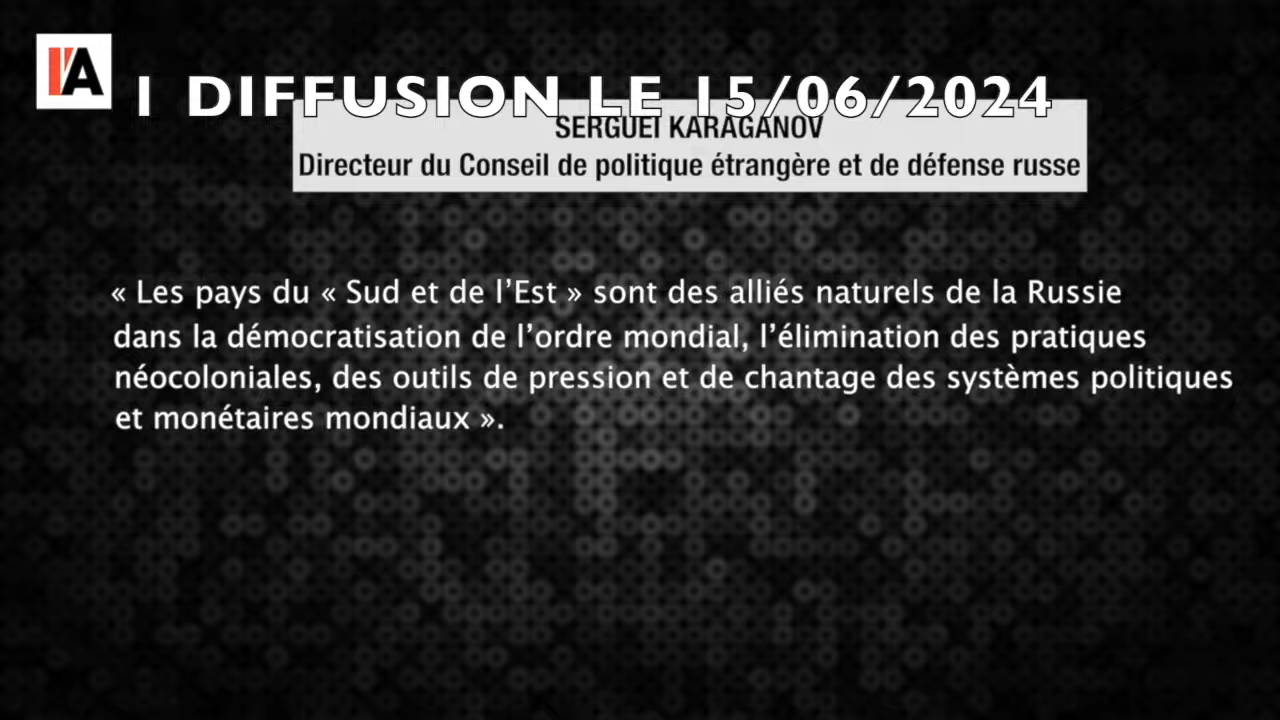 I'A
I DIFFUSION LE 15/06/2024
SERGUEÏ KARAGANOV
Directeur du Conseil de politique étrangère et de défense russe
« Les pays du « Sud et de l’Est » sont des alliés naturels de la Russie
dans la démocratisation de l’ordre mondial, l’élimination des pratiques
néocoloniales, des outils de pression et de chantage des systèmes politiques
et monétaires mondiaux ».